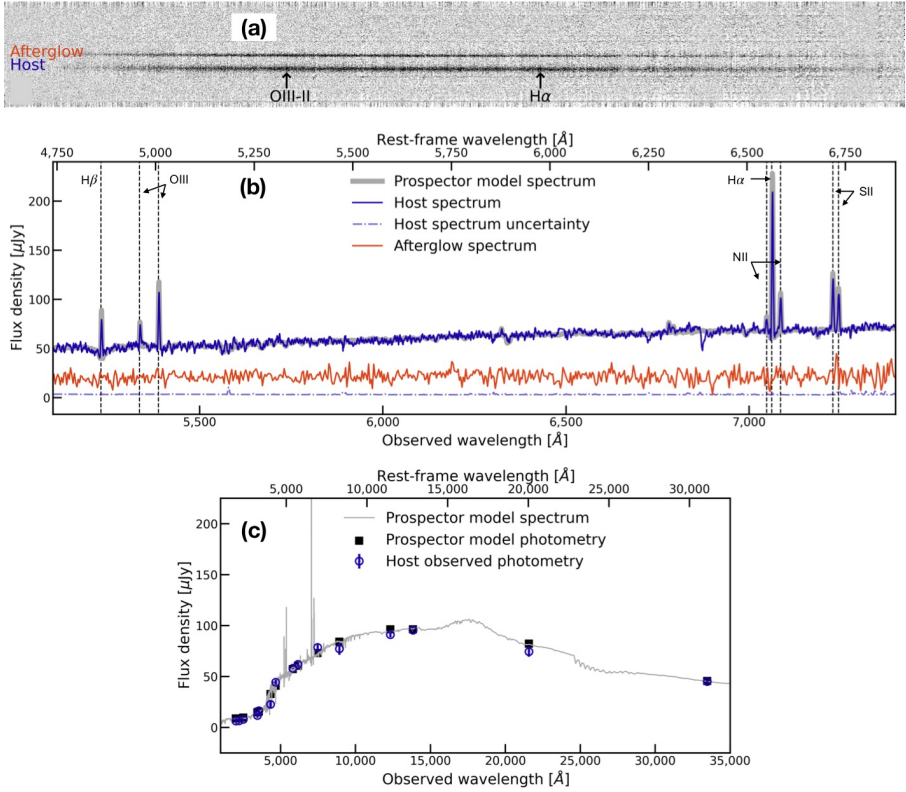 (a)
Afterglow
Host
OIII-II
Hα
Rest-frame wavelength [Å]
4,750 5,000 5,250 5,500 5,750 6,000 6,250 6,500 6,750
Hβ
OIII
(b)
Prospector model spectrum
Host spectrum
Host spectrum uncertainty
Afterglow spectrum
Hα
SII
NII
Flux density [μJy]
200
150
100
50
0
5,500 6,000 6,500 7,000
Observed wavelength [Å]
Rest-frame wavelength [Å]
5,000 10,000 15,000 20,000 25,000 30,000
(c)
Prospector model spectrum
Prospector model photometry
Host observed photometry
Flux density [μJy]
200
150
100
50
0
5,000 10,000 15,000 20,000 25,000 30,000 35,000
Observed wavelength [Å]